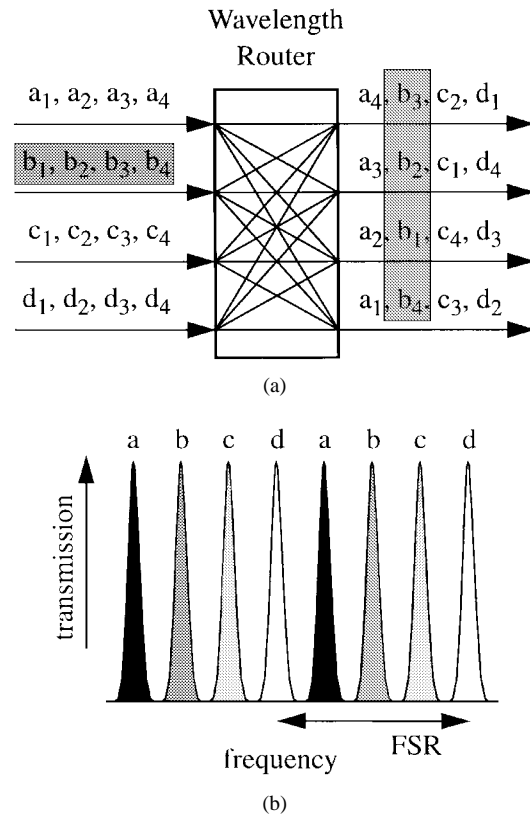 Wavelength
Router
a₁, a₂, a₃, a₄
a₄, b₃, c₂, d₁
b₁, b₂, b₃, b₄
a₃, b₂, c₁, d₄
c₁, c₂, c₃, c₄
a₂, b₁, c₄, d₃
d₁, d₂, d₃, d₄
a₁, b₄, c₃, d₂
(a)
a b c d a b c d
transmission
frequency
FSR
(b)